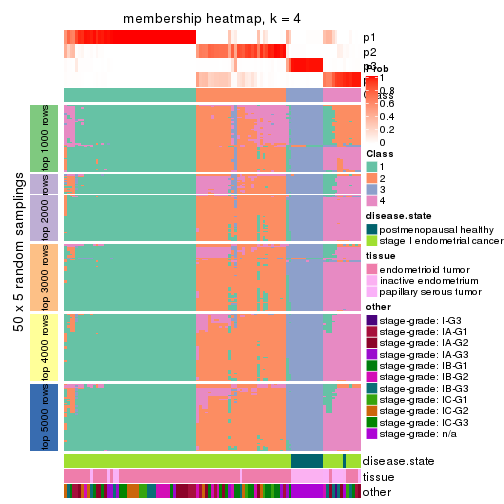 membership heatmap, k = 4
p1
p2
p3
Prob
1
0.8
0.6
0.4
0.2
0
Class
Class
1
2
3
4
disease.state
postmenopausal healthy
stage I endometrial cancer
tissue
endometrioid tumor
inactive endometrium
papillary serous tumor
other
stage-grade: I-G3
stage-grade: IA-G1
stage-grade: IA-G2
stage-grade: IA-G3
stage-grade: IB-G1
stage-grade: IB-G2
stage-grade: IB-G3
stage-grade: IC-G1
stage-grade: IC-G2
stage-grade: IC-G3
stage-grade: n/a
50 x 5 random samplings
top 1000 rows
top 2000 rows
top 3000 rows
top 4000 rows
top 5000 rows
disease.state
tissue
other